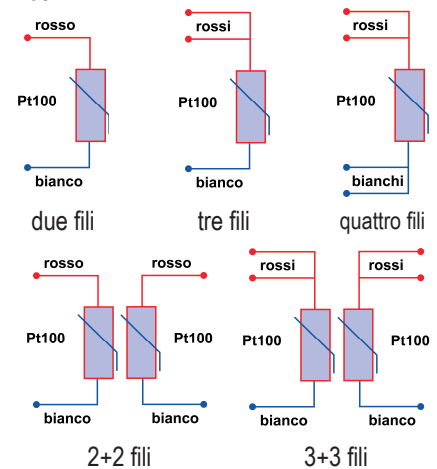 rosso
Pt100
bianco
due fili
rossi
Pt100
bianco
tre fili
rossi
Pt100
bianchi
quattro fili
rosso
rosso
Pt100
Pt100
bianco
bianco
2+2 fili
rossi
rossi
Pt100
Pt100
bianco
bianco
3+3 fili